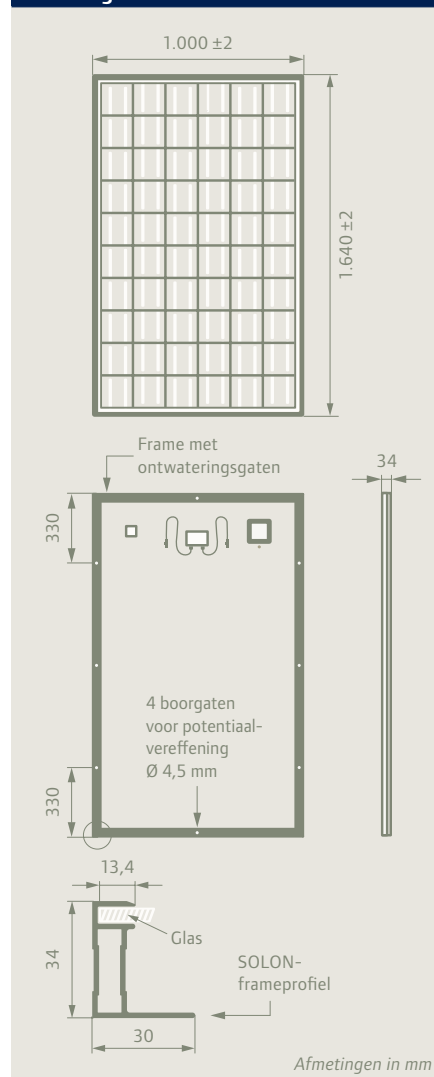 1.000 ±2
1.640 ±2
Frame met
ontwateringsgaten
34
330
4 boorgaten
voor potentiaal-
vereffening
Ø 4,5 mm
330
13,4
Glas
34
SOLON-
frameprofiel
30
Afmetingen in mm